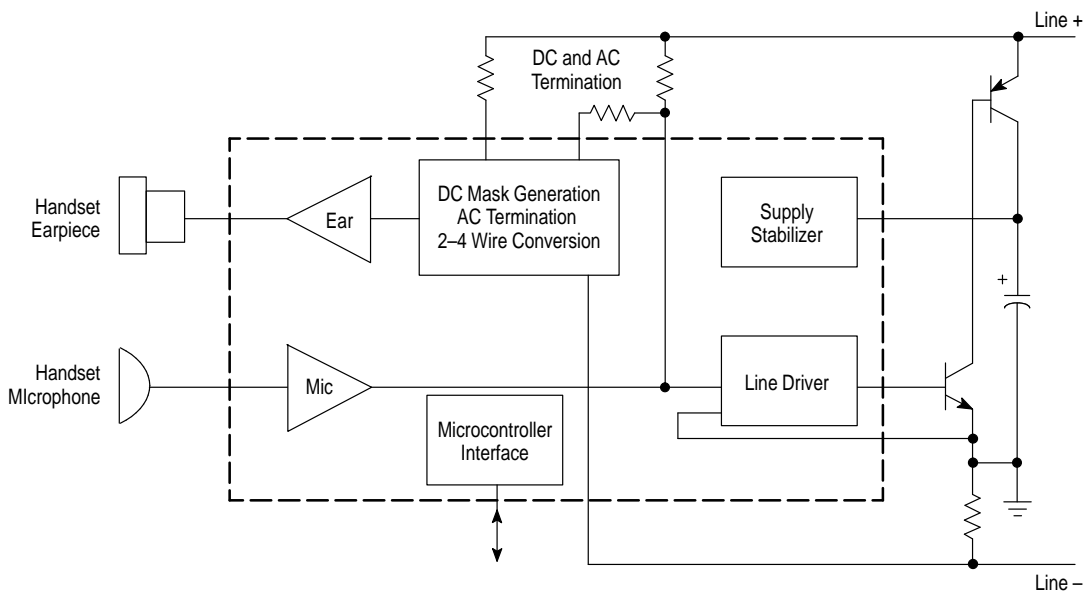 Line +
DC and AC
Termination
Handset
Earpiece
Ear
DC Mask Generation
AC Termination
2–4 Wire Conversion
Supply
Stabilizer
+
Handset
MIcrophone
Mic
Line Driver
Microcontroller
Interface
Line –